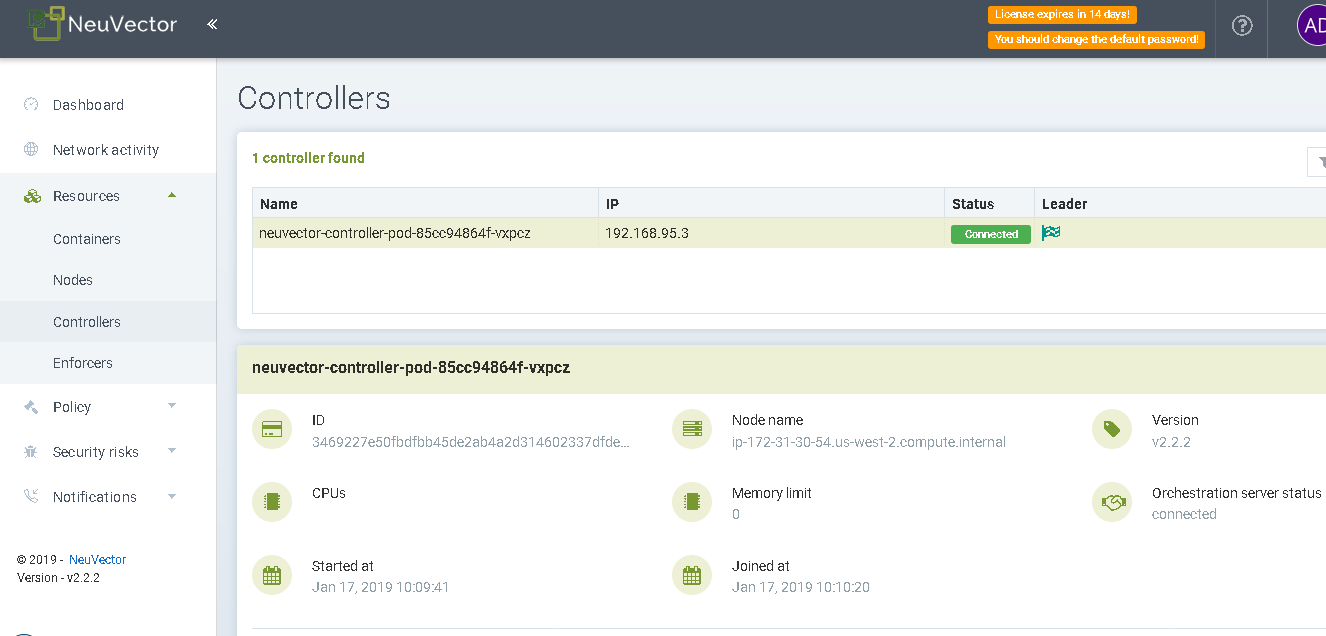 NeuVector
License expires in 14 days!
You should change the default password!
AD
Dashboard
Network activity
Resources
Containers
Nodes
Controllers
Enforcers
Policy
Security risks
Notifications
© 2019 - NeuVector
Version - v2.2.2
Controllers
1 controller found
Name IP Status Leader
neuvector-controller-pod-85cc94864f-vxpcz 192.168.95.3 Connected
neuvector-controller-pod-85cc94864f-vxpcz
ID
3469227e50fbdfbb45de2ab4a2d314602337dfde...
Node name
ip-172-31-30-54.us-west-2.compute.internal
Version
v2.2.2
CPUs
Memory limit
0
Orchestration server status
connected
Started at
Jan 17, 2019 10:09:41
Joined at
Jan 17, 2019 10:10:20